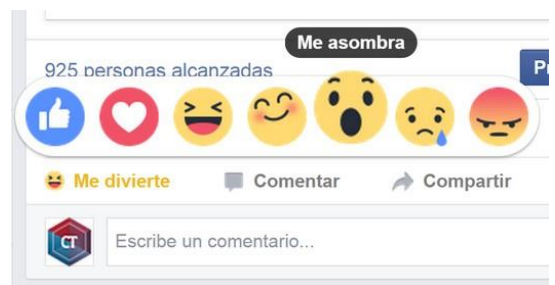 Me asombra
925 personas alcanzadas
Me divierte Comentar Compartir
CT
Escribe un comentario...